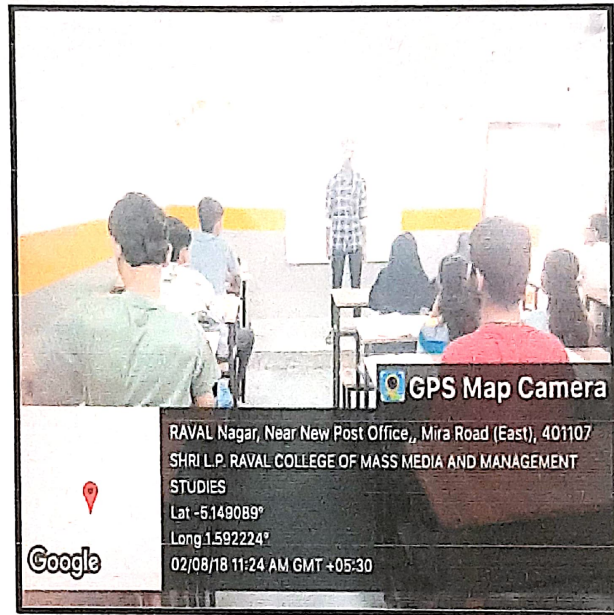 GPS Map Camera
RAVAL Nagar, Near New Post Office,, Mira Road (East), 401107
SHRI L.P. RAVAL COLLEGE OF MASS MEDIA AND MANAGEMENT
STUDIES
Lat -5.149089°
Long 1.592224°
02/08/18 11:24 AM GMT +05:30
Google